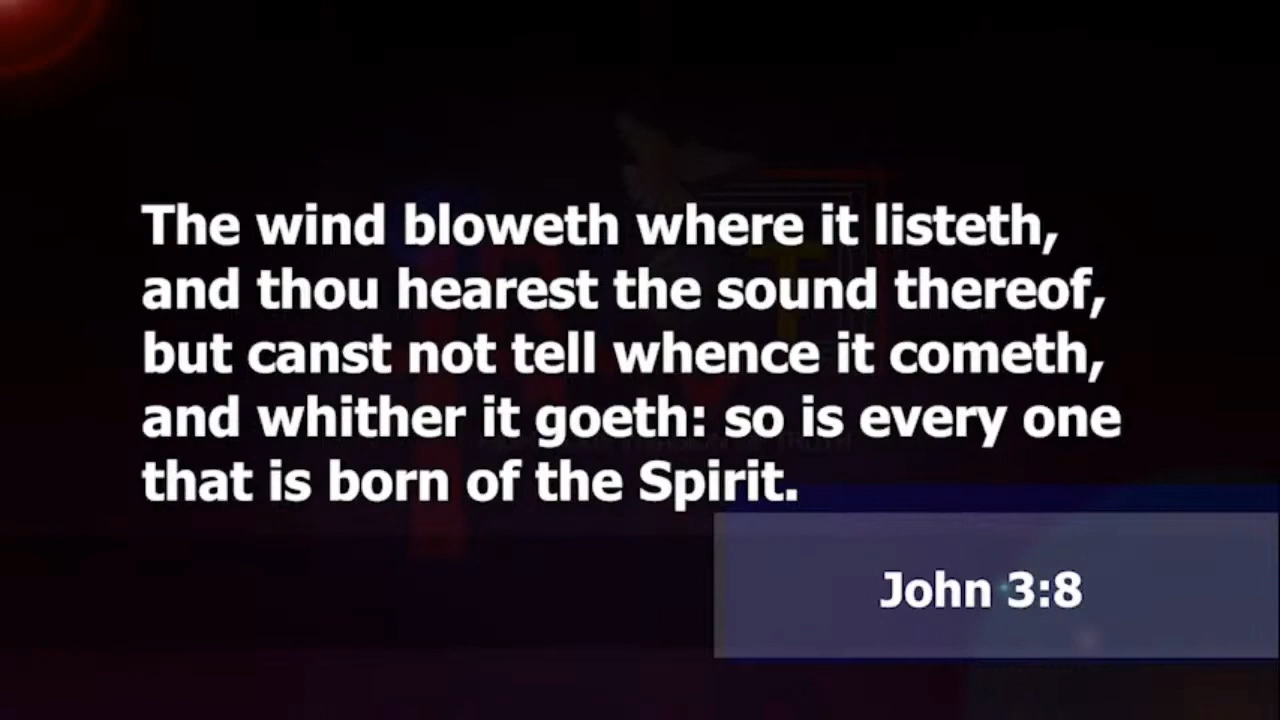 The wind bloweth where it listeth,
and thou hearest the sound thereof,
but canst not tell whence it cometh,
and whither it goeth: so is every one
that is born of the Spirit.
John 3:8